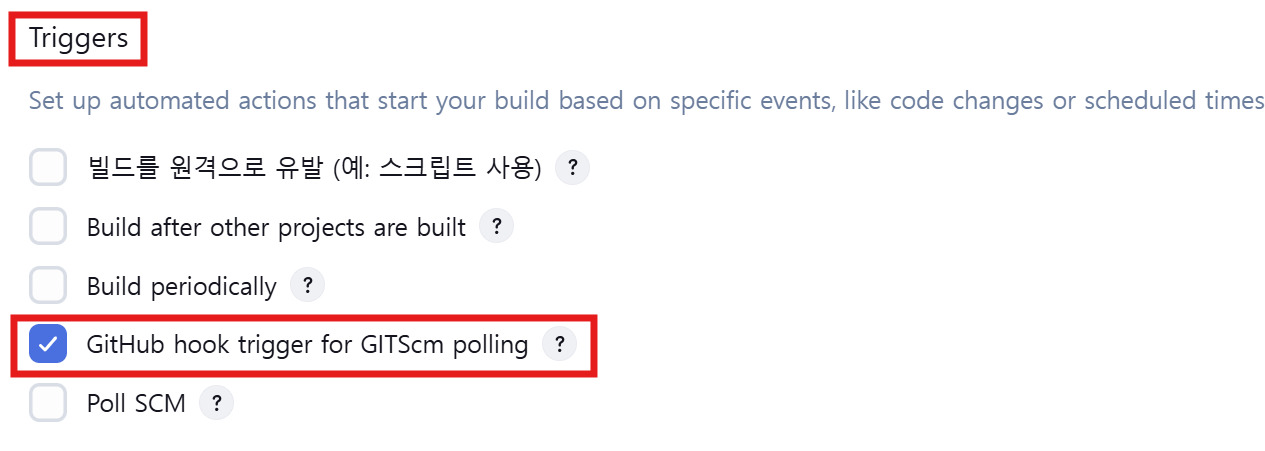 Triggers
Set up automated actions that start your build based on specific events, like code changes or scheduled times
빌드를 원격으로 유발 (예: 스크립트 사용) ?
Build after other projects are built ?
Build periodically ?
GitHub hook trigger for GITScm polling ?
Poll SCM ?